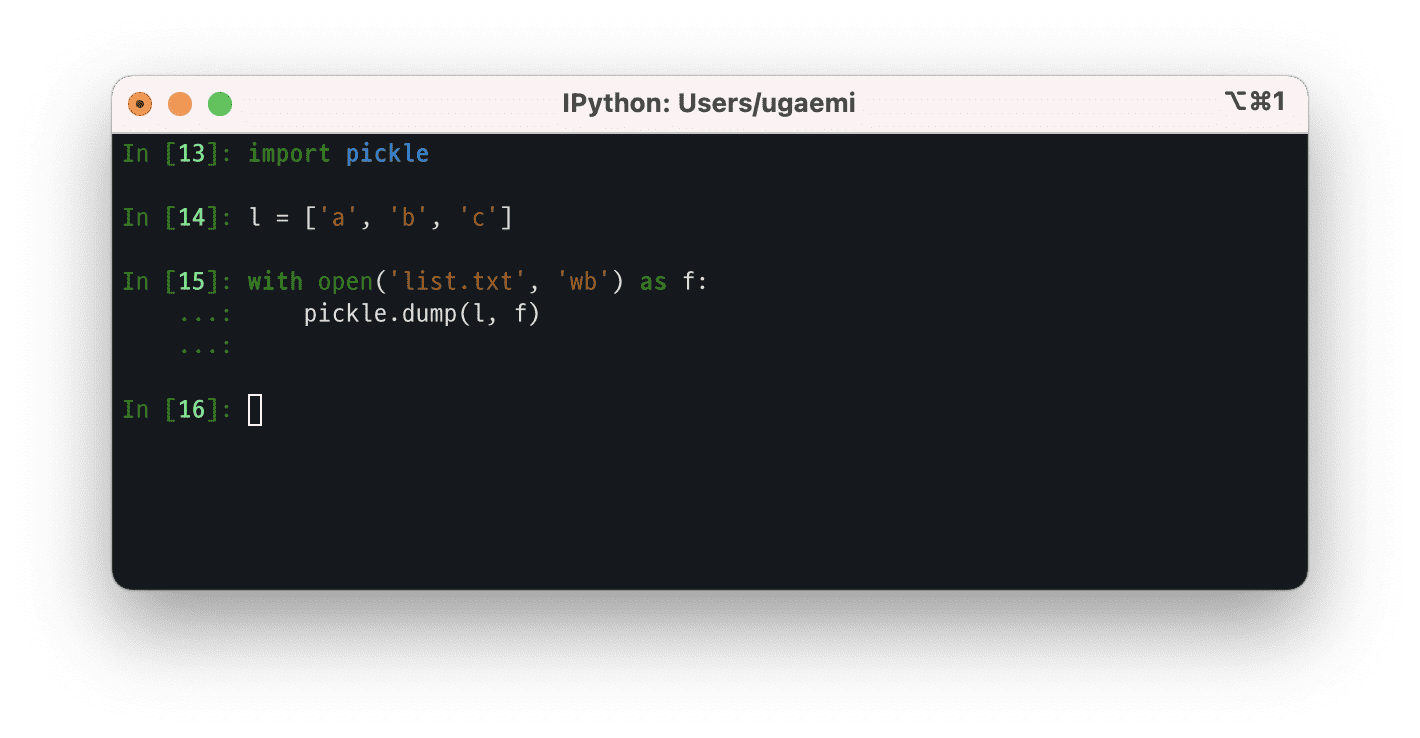 IPython: Users/ugaemi
⌥⌘1
In [13]: import pickle
In [14]: l = ['a', 'b', 'c']
In [15]: with open('list.txt', 'wb') as f:
    ...:     pickle.dump(l, f)
    ...:
In [16]: